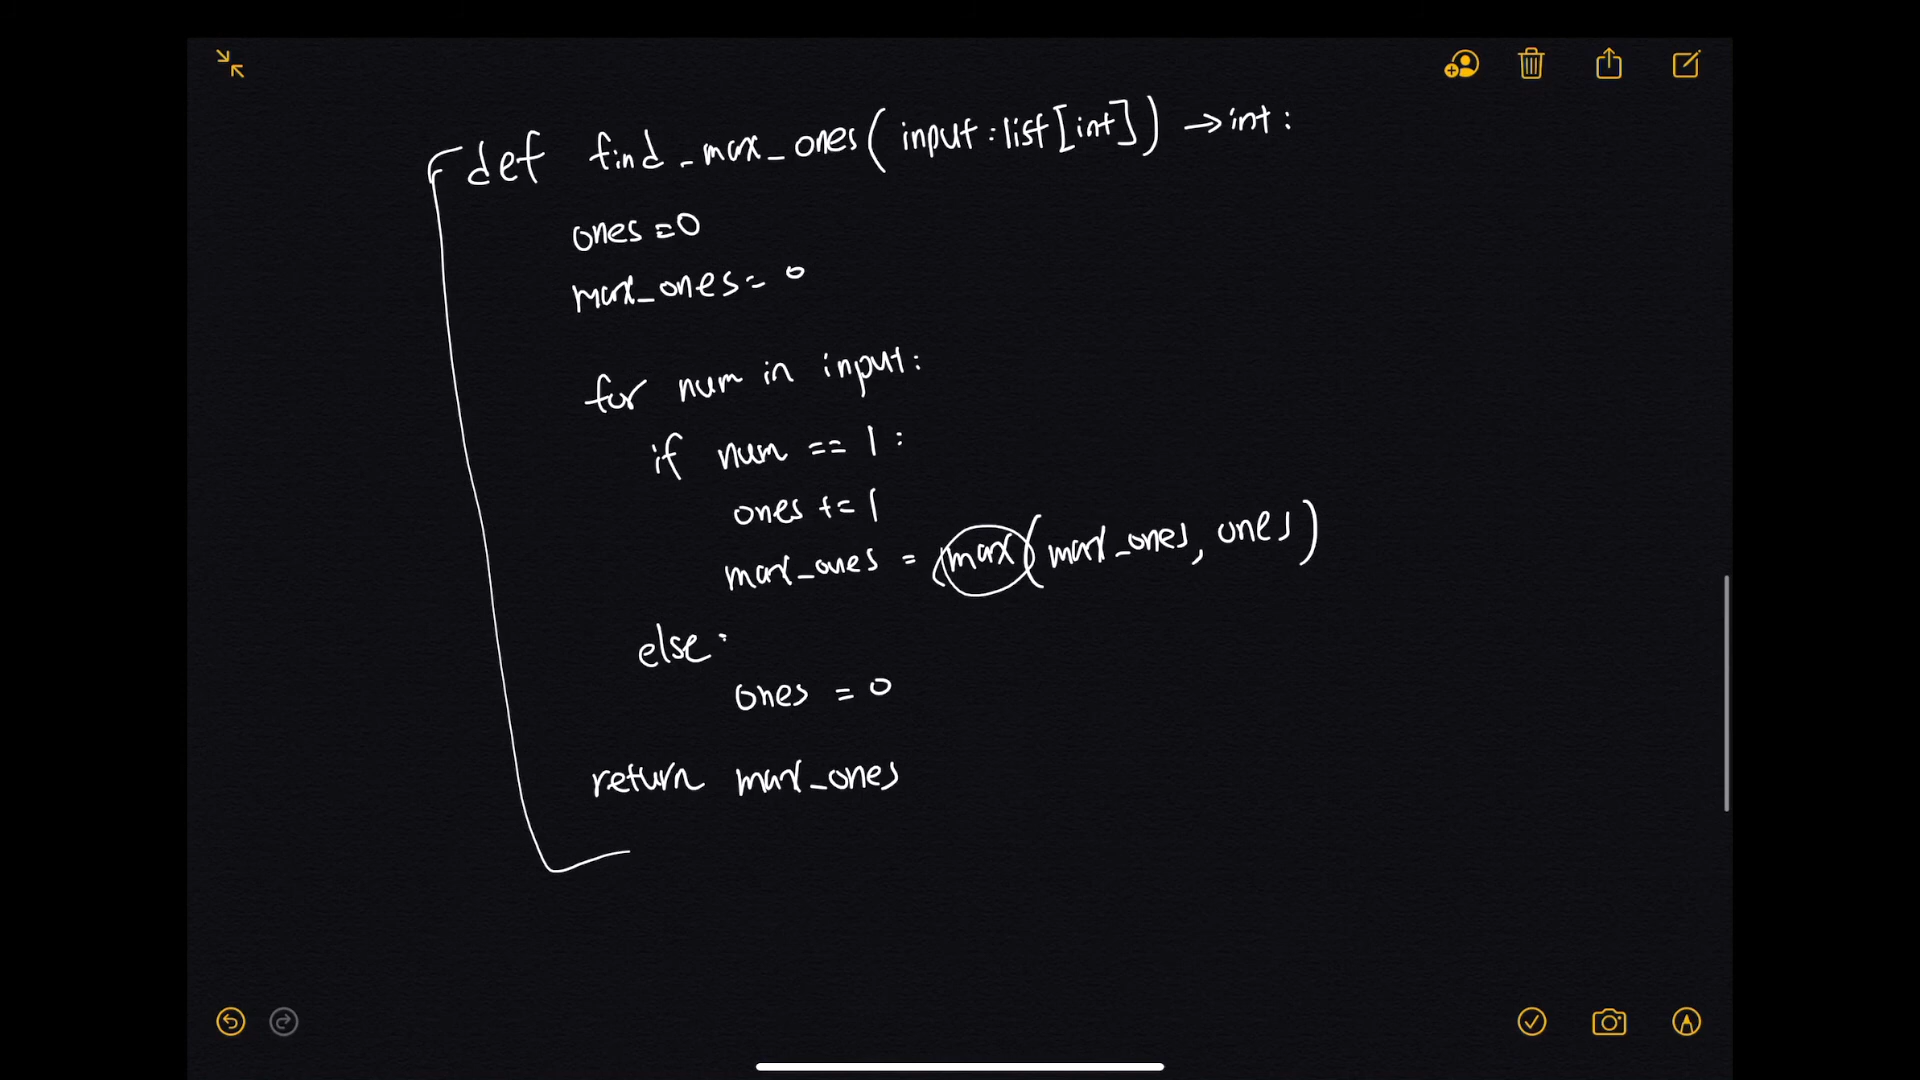 def find_max_ones(input:list[int]) →int:
ones=0
max_ones= 0
for num in input:
if num == 1:
ones += 1
max_ones = max(max_ones, ones)
else:
ones = 0
return max_ones